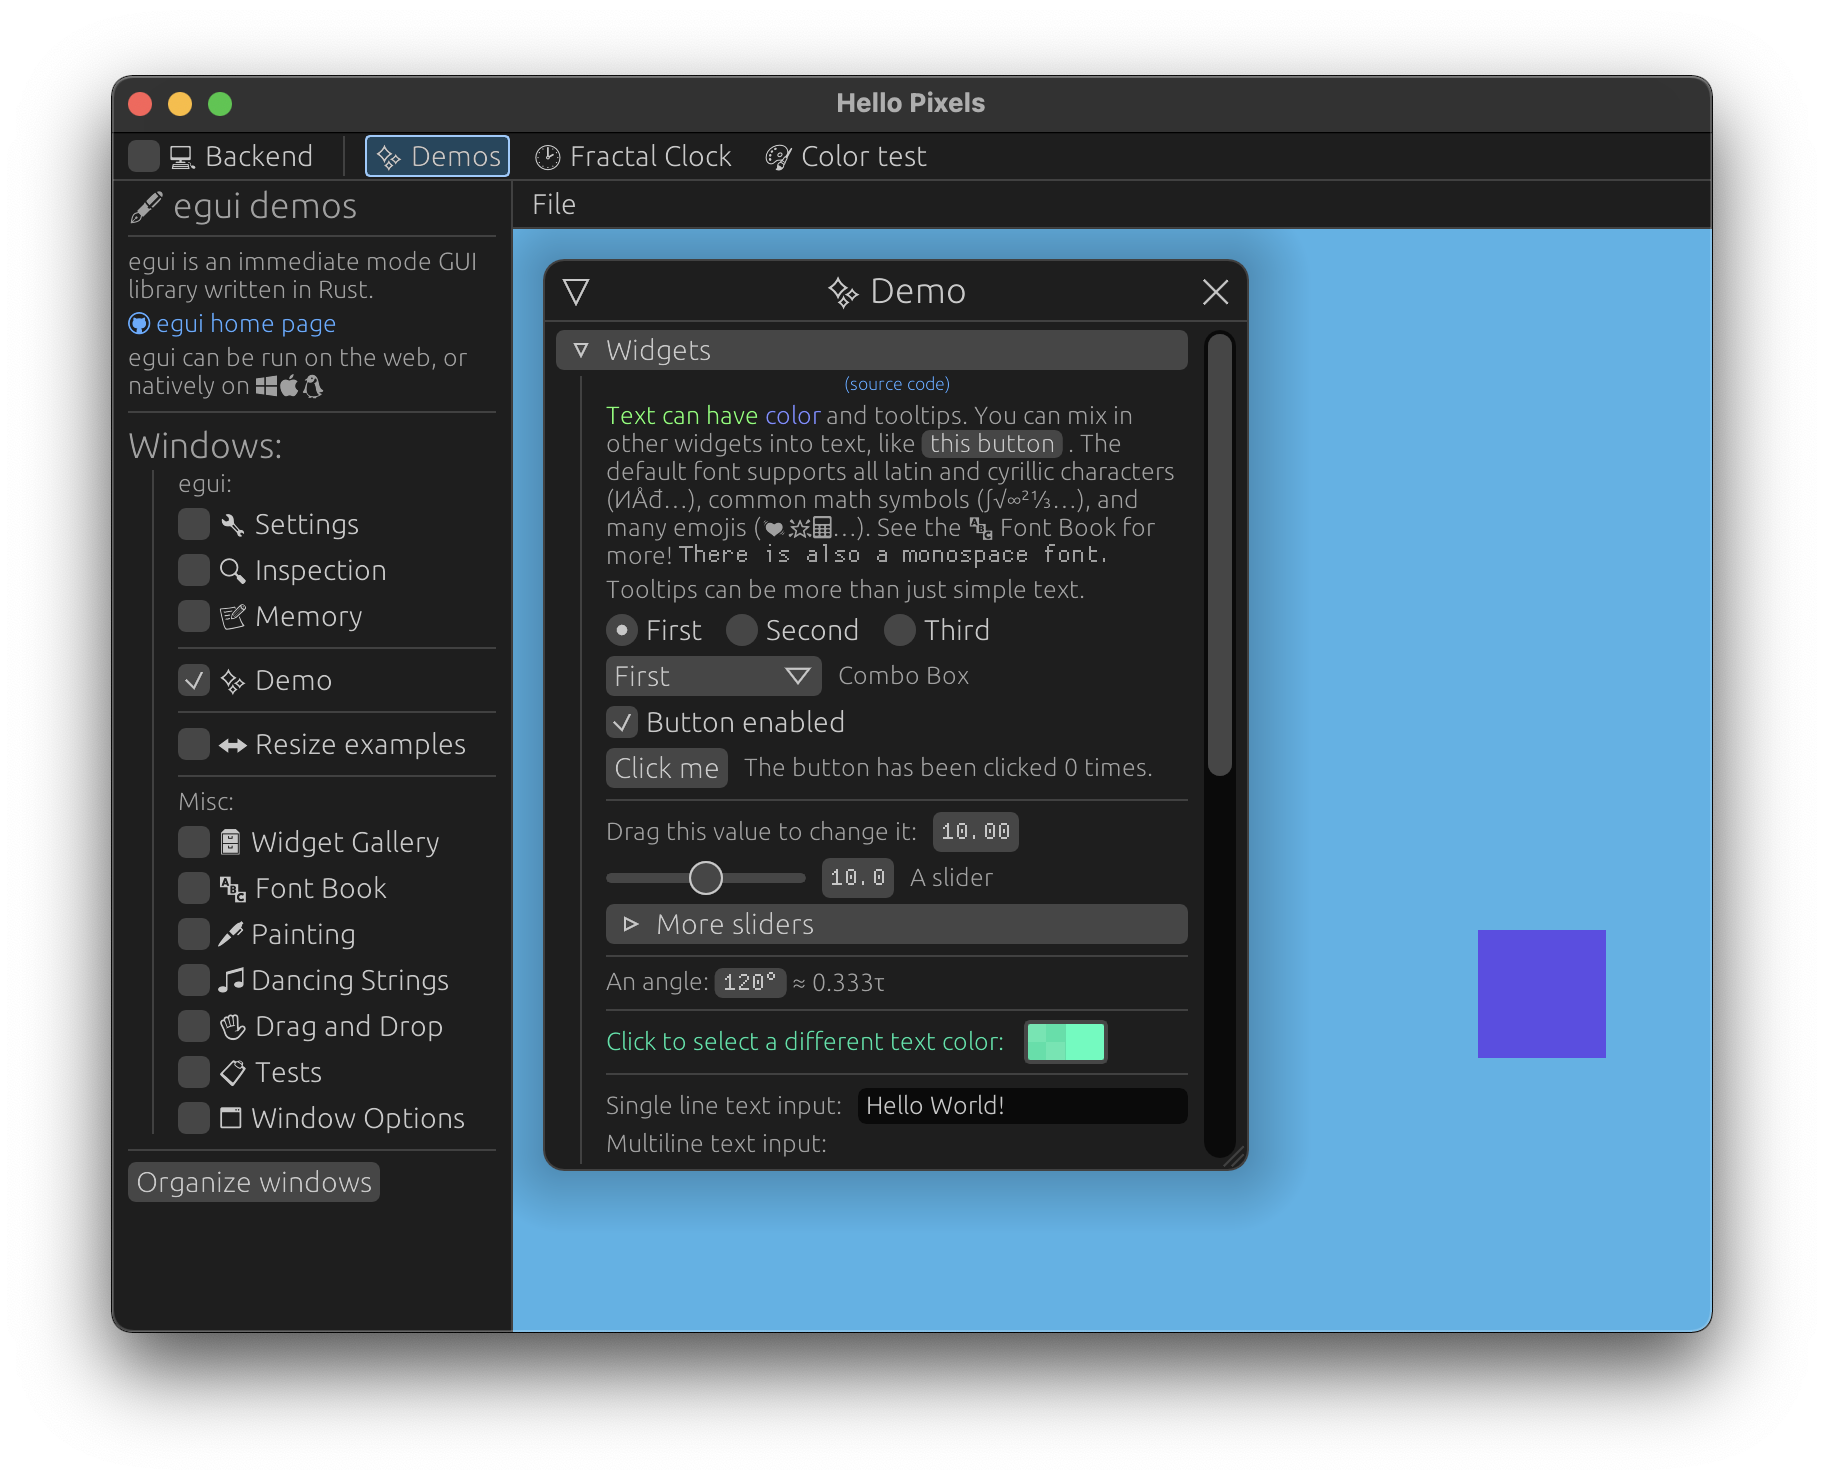 Hello Pixels
Backend
Demos
Fractal Clock
Color test
egui demos
egui is an immediate mode GUI
library written in Rust.
egui home page
egui can be run on the web, or
natively on
Windows:
egui:
Settings
Inspection
Memory
Demo
Resize examples
Misc:
Widget Gallery
Font Book
Painting
Dancing Strings
Drag and Drop
Tests
Window Options
Organize windows
File
Demo
Widgets
(source code)
Text can have color and tooltips. You can mix in
other widgets into text, like this button . The
default font supports all latin and cyrillic characters
(ИÅđ…), common math symbols (∫√∞²⅓…), and
many emojis (💓🌟🖩…). See the 🔤 Font Book for
more! There is also a monospace font.
Tooltips can be more than just simple text.
First Second Third
First Combo Box
Button enabled
Click me The button has been clicked 0 times.
Drag this value to change it: 10.00
10.0 A slider
More sliders
An angle: 120° ≈ 0.333τ
Click to select a different text color:
Single line text input: Hello World!
Multiline text input: